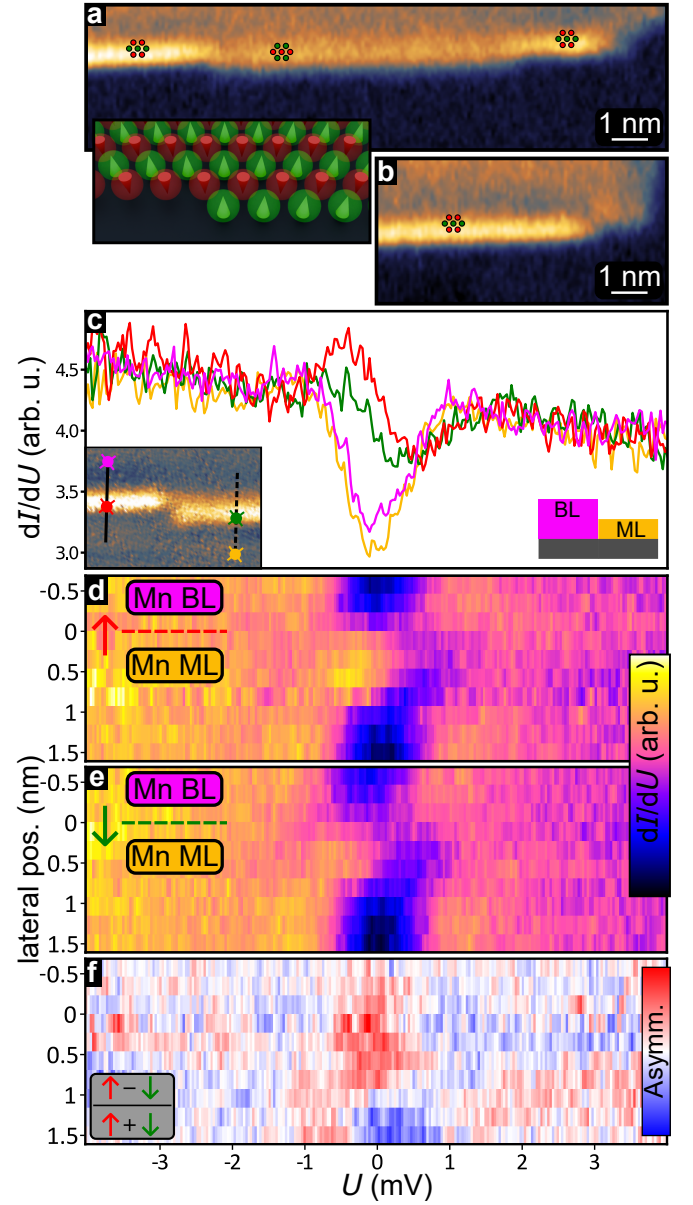 a
1 nm
b
1 nm
c
dI/dU (arb. u.)
4.5
4.0
3.5
3.0
BL
ML
d
-0.5
0
0.5
1
1.5
Mn BL
Mn ML
dI/dU (arb. u.)
e
-0.5
0
0.5
1
1.5
Mn BL
Mn ML
lateral pos. (nm)
f
-0.5
0
0.5
1
1.5
↑ − ↓
↑ + ↓
Asymm.
-3 -2 -1 0 1 2 3
U (mV)